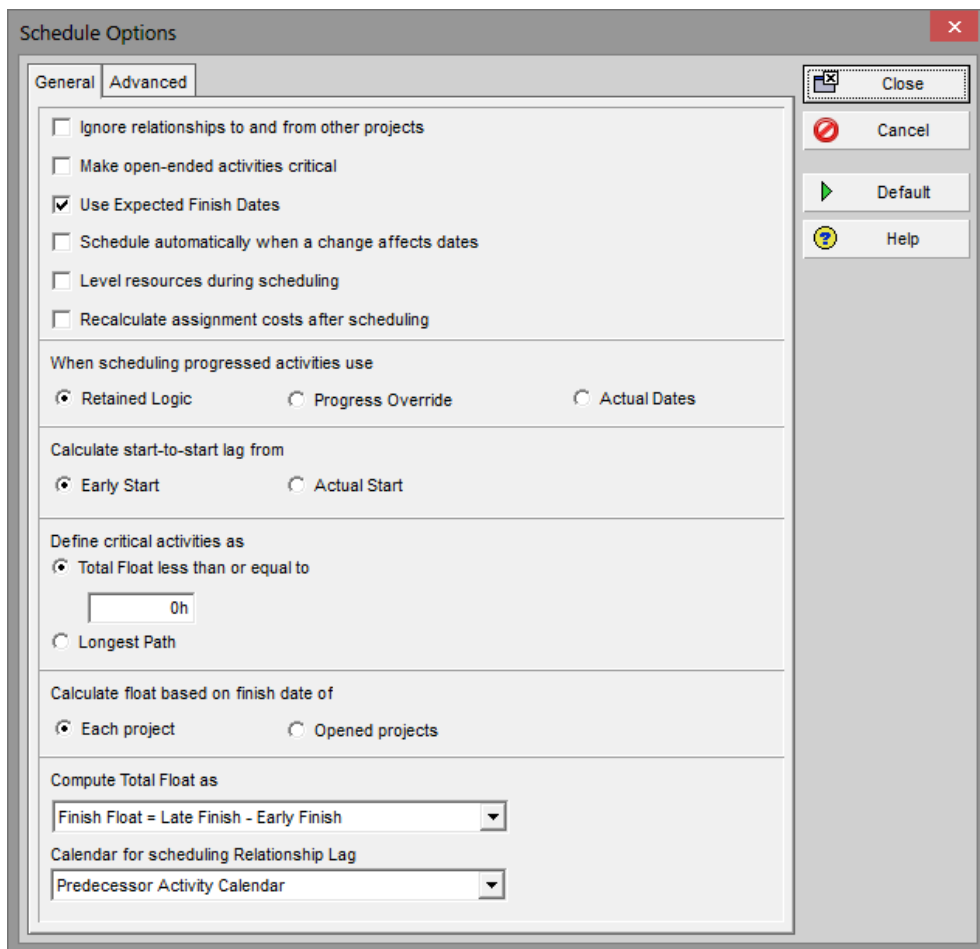 Schedule Options
General Advanced
Ignore relationships to and from other projects
Make open-ended activities critical
Use Expected Finish Dates
Schedule automatically when a change affects dates
Level resources during scheduling
Recalculate assignment costs after scheduling
When scheduling progressed activities use
Retained Logic Progress Override Actual Dates
Calculate start-to-start lag from
Early Start Actual Start
Define critical activities as
Total Float less than or equal to
0h
Longest Path
Calculate float based on finish date of
Each project Opened projects
Compute Total Float as
Finish Float = Late Finish - Early Finish
Calendar for scheduling Relationship Lag
Predecessor Activity Calendar
Close
Cancel
Default
Help